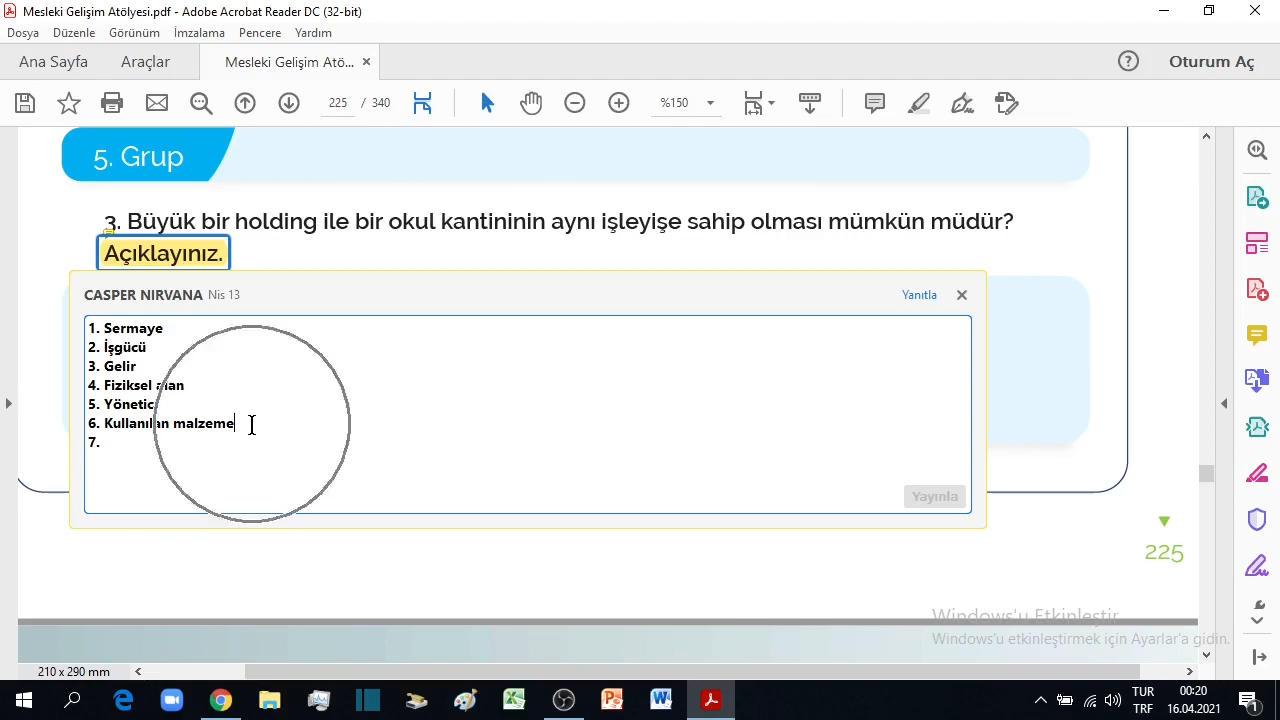 Mesleki Gelişim Atölyesi.pdf - Adobe Acrobat Reader DC (32-bit)
Dosya Düzenle Görünüm İmzalama Pencere Yardım
Ana Sayfa Araçlar Mesleki Gelişim Atö... × Oturum Aç
225 / 340 %150
5. Grup
3. Büyük bir holding ile bir okul kantininin aynı işleyişe sahip olması mümkün müdür?
Açıklayınız.
CASPER NIRVANA Nis 13 Yanıtla
1. Sermaye
2. İşgücü
3. Gelir
4. Fiziksel alan
5. Yönetic
6. Kullanılan malzeme
7.
Yayınla
225
Windows'u Etkinleştir
Windows'u etkinleştirmek için Ayarlar'a gidin.
210 x 290 mm
TUR 00:20
TRF 16.04.2021 1